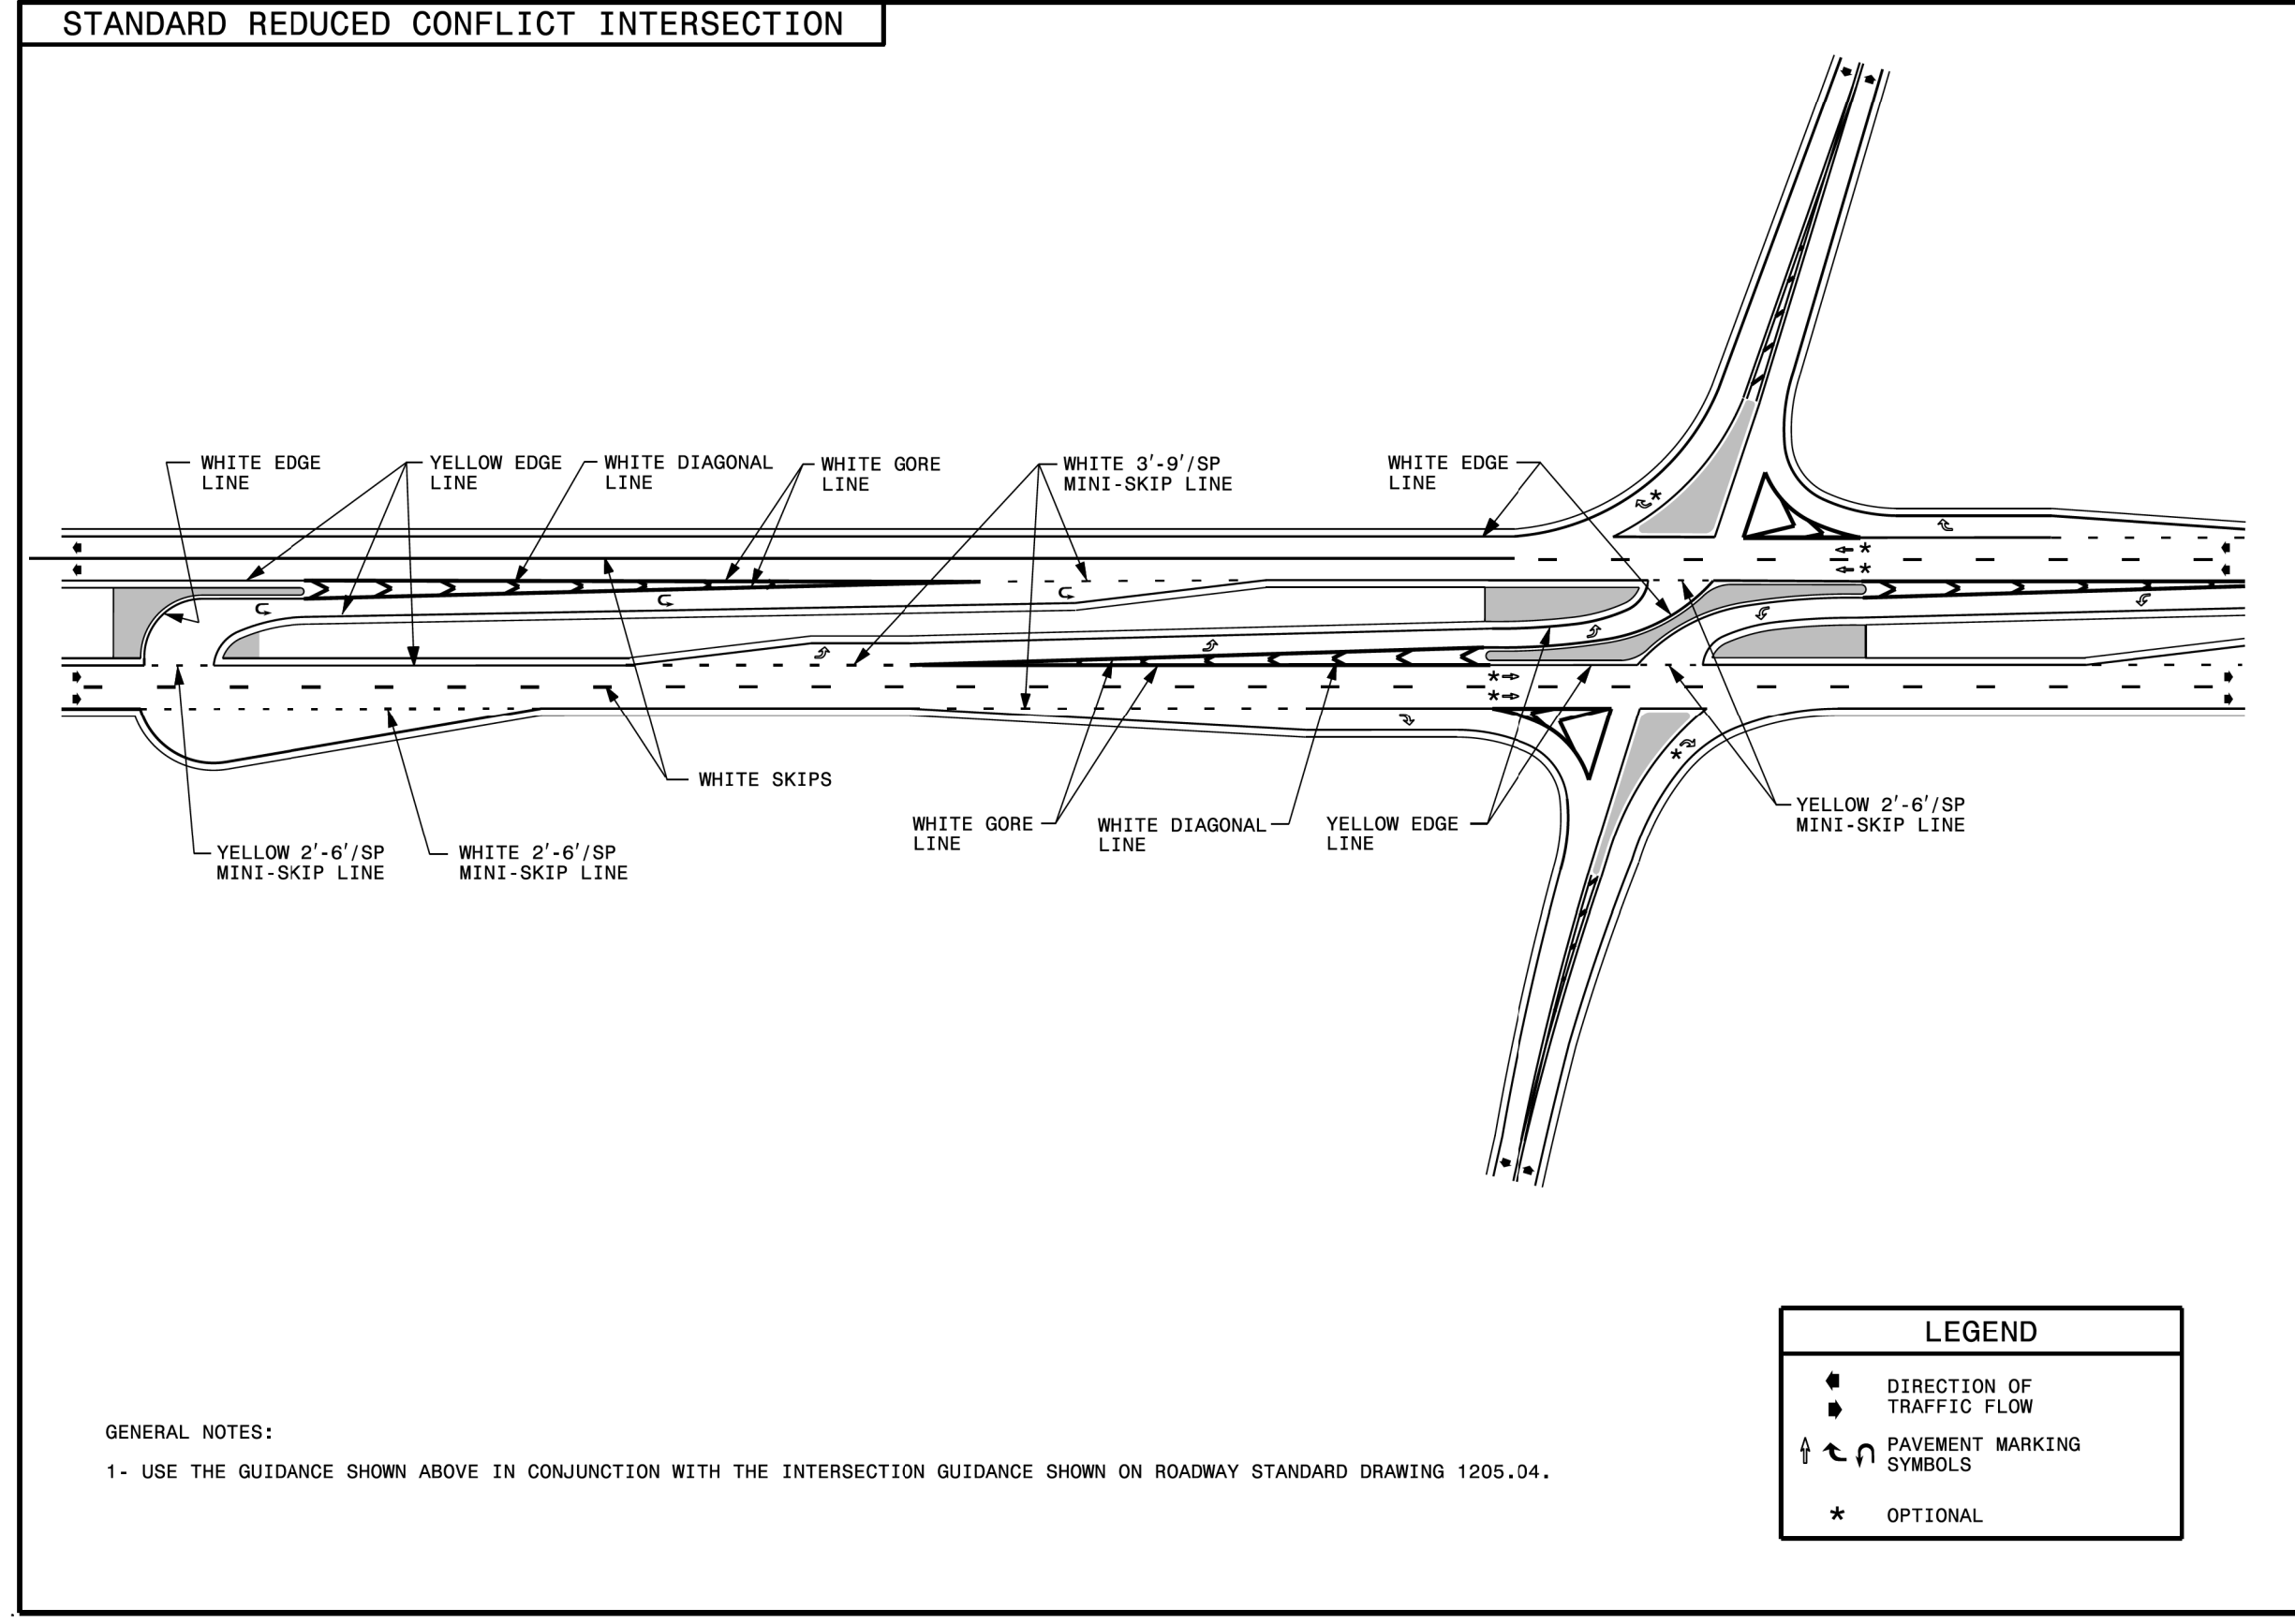 STANDARD REDUCED CONFLICT INTERSECTION
WHITE EDGE
LINE
YELLOW EDGE
LINE
WHITE DIAGONAL
LINE
WHITE GORE
LINE
WHITE 3'-9'/SP
MINI-SKIP LINE
WHITE EDGE
LINE
*
*
*
*
*
*
WHITE SKIPS
YELLOW 2'-6'/SP
MINI-SKIP LINE
WHITE 2'-6'/SP
MINI-SKIP LINE
WHITE GORE
LINE
WHITE DIAGONAL
LINE
YELLOW EDGE
LINE
YELLOW 2'-6'/SP
MINI-SKIP LINE
GENERAL NOTES:
1- USE THE GUIDANCE SHOWN ABOVE IN CONJUNCTION WITH THE INTERSECTION GUIDANCE SHOWN ON ROADWAY STANDARD DRAWING 1205.04.
LEGEND
DIRECTION OF
TRAFFIC FLOW
PAVEMENT MARKING
SYMBOLS
* OPTIONAL